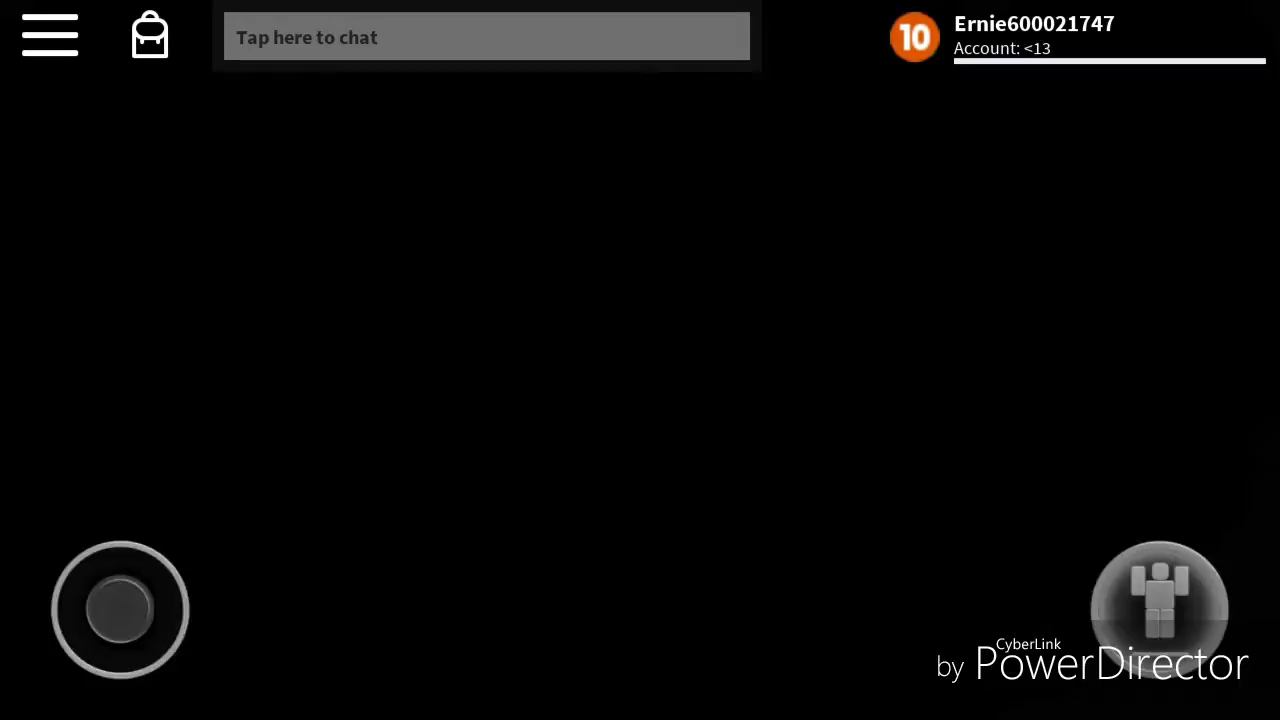 Tap here to chat
10
Ernie600021747
Account: <13
CyberLink
by PowerDirector